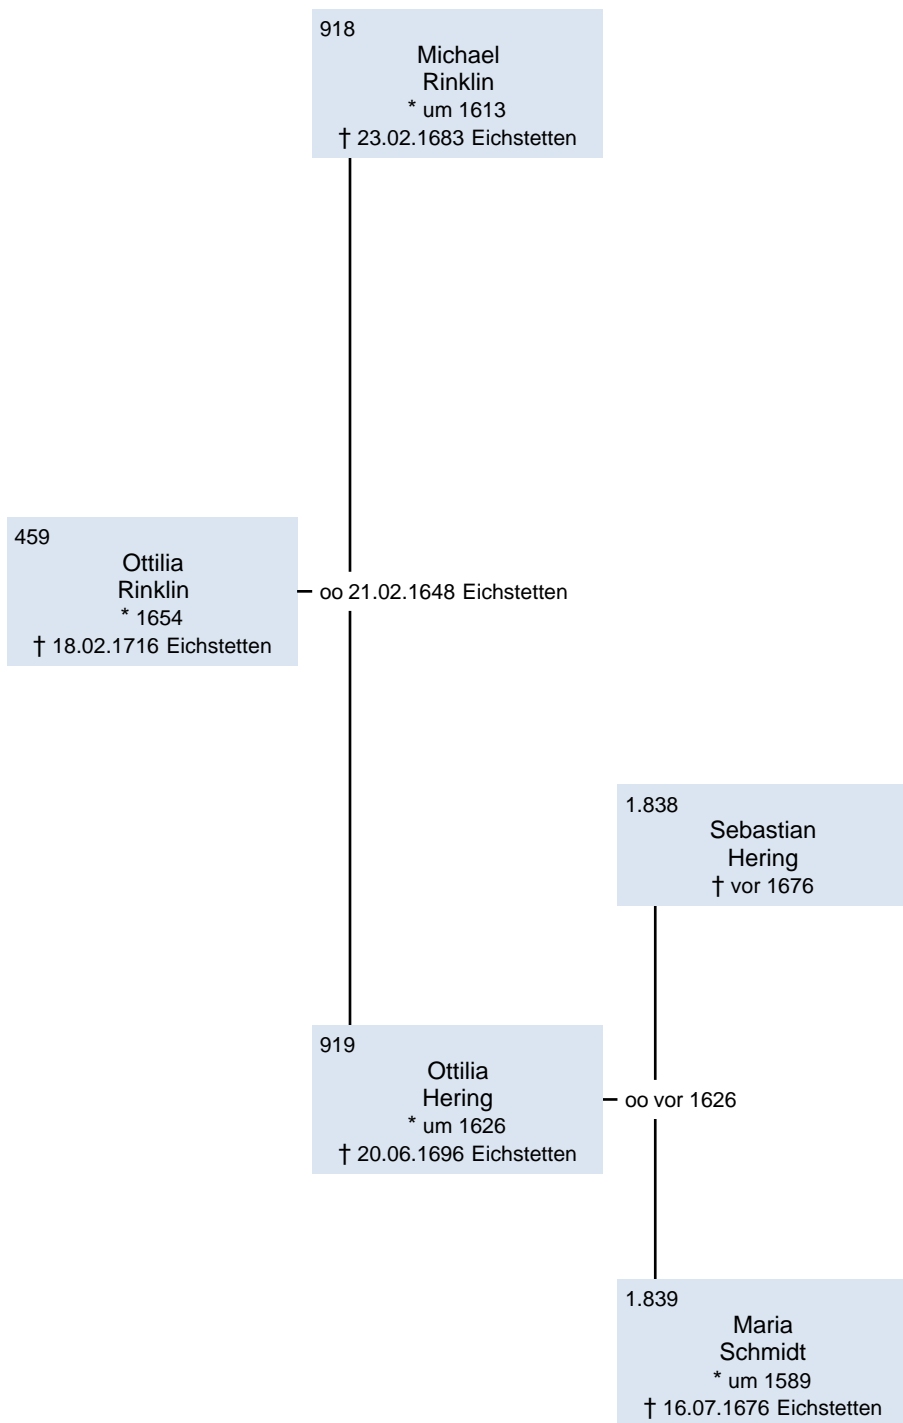 918
Michael
Rinklin
* um 1613
† 23.02.1683 Eichstetten
459
Ottilia
Rinklin
* 1654
† 18.02.1716 Eichstetten
oo 21.02.1648 Eichstetten
1.838
Sebastian
Hering
† vor 1676
919
Ottilia
Hering
* um 1626
† 20.06.1696 Eichstetten
oo vor 1626
1.839
Maria
Schmidt
* um 1589
† 16.07.1676 Eichstetten